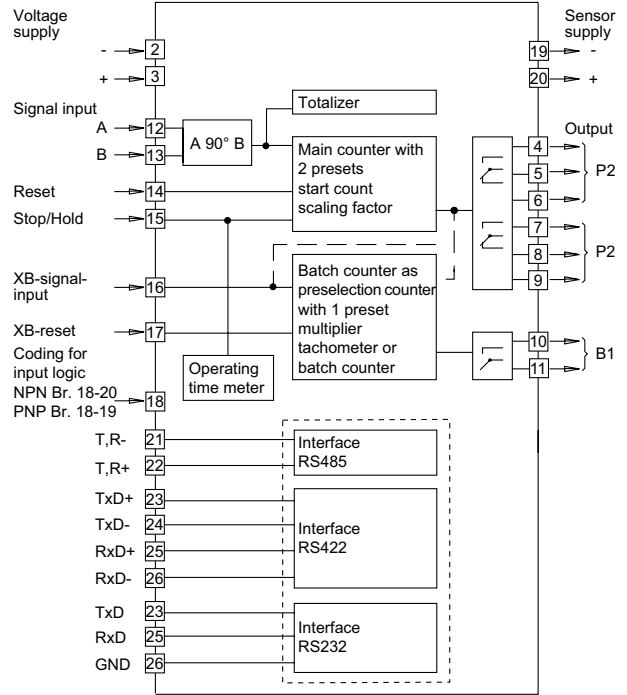 Voltage
supply
- 2
+ 3
Sensor
supply
19 -
20 +
Signal input
A 12
B 13
A 90° B
Totalizer
Main counter with
2 presets
start count
scaling factor
Output
4
5
6
P2
7
8
9
P2
Reset 14
Stop/Hold 15
XB-signal-
input
16
Batch counter as
preselection counter
with 1 preset
multiplier
tachometer or
batch counter
XB-reset 17
10
11
B1
Operating
time meter
Coding for
input logic
NPN Br. 18-20
PNP Br. 18-19
18
T,R- 21
T,R+ 22
Interface
RS485
TxD+ 23
TxD- 24
RxD+ 25
RxD- 26
Interface
RS422
TxD 23
RxD 25
GND 26
Interface
RS232